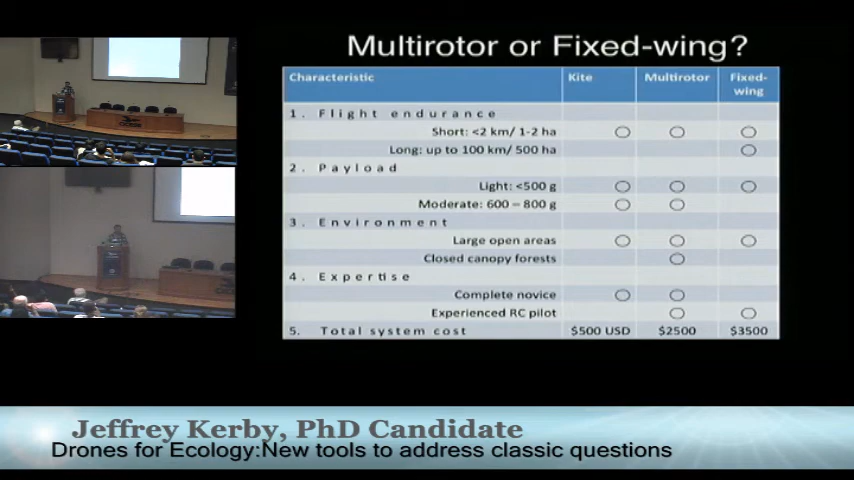 Multirotor or Fixed-wing?
Characteristic Kite Multirotor Fixed-wing
1. Flight endurance
Short: <2 km/ 1-2 ha
Long: up to 100 km/ 500 ha
2. Payload
Light: <500 g
Moderate: 600 – 800 g
3. Environment
Large open areas
Closed canopy forests
4. Expertise
Complete novice
Experienced RC pilot
5. Total system cost $500 USD $2500 $3500
Jeffrey Kerby, PhD Candidate
Drones for Ecology:New tools to address classic questions